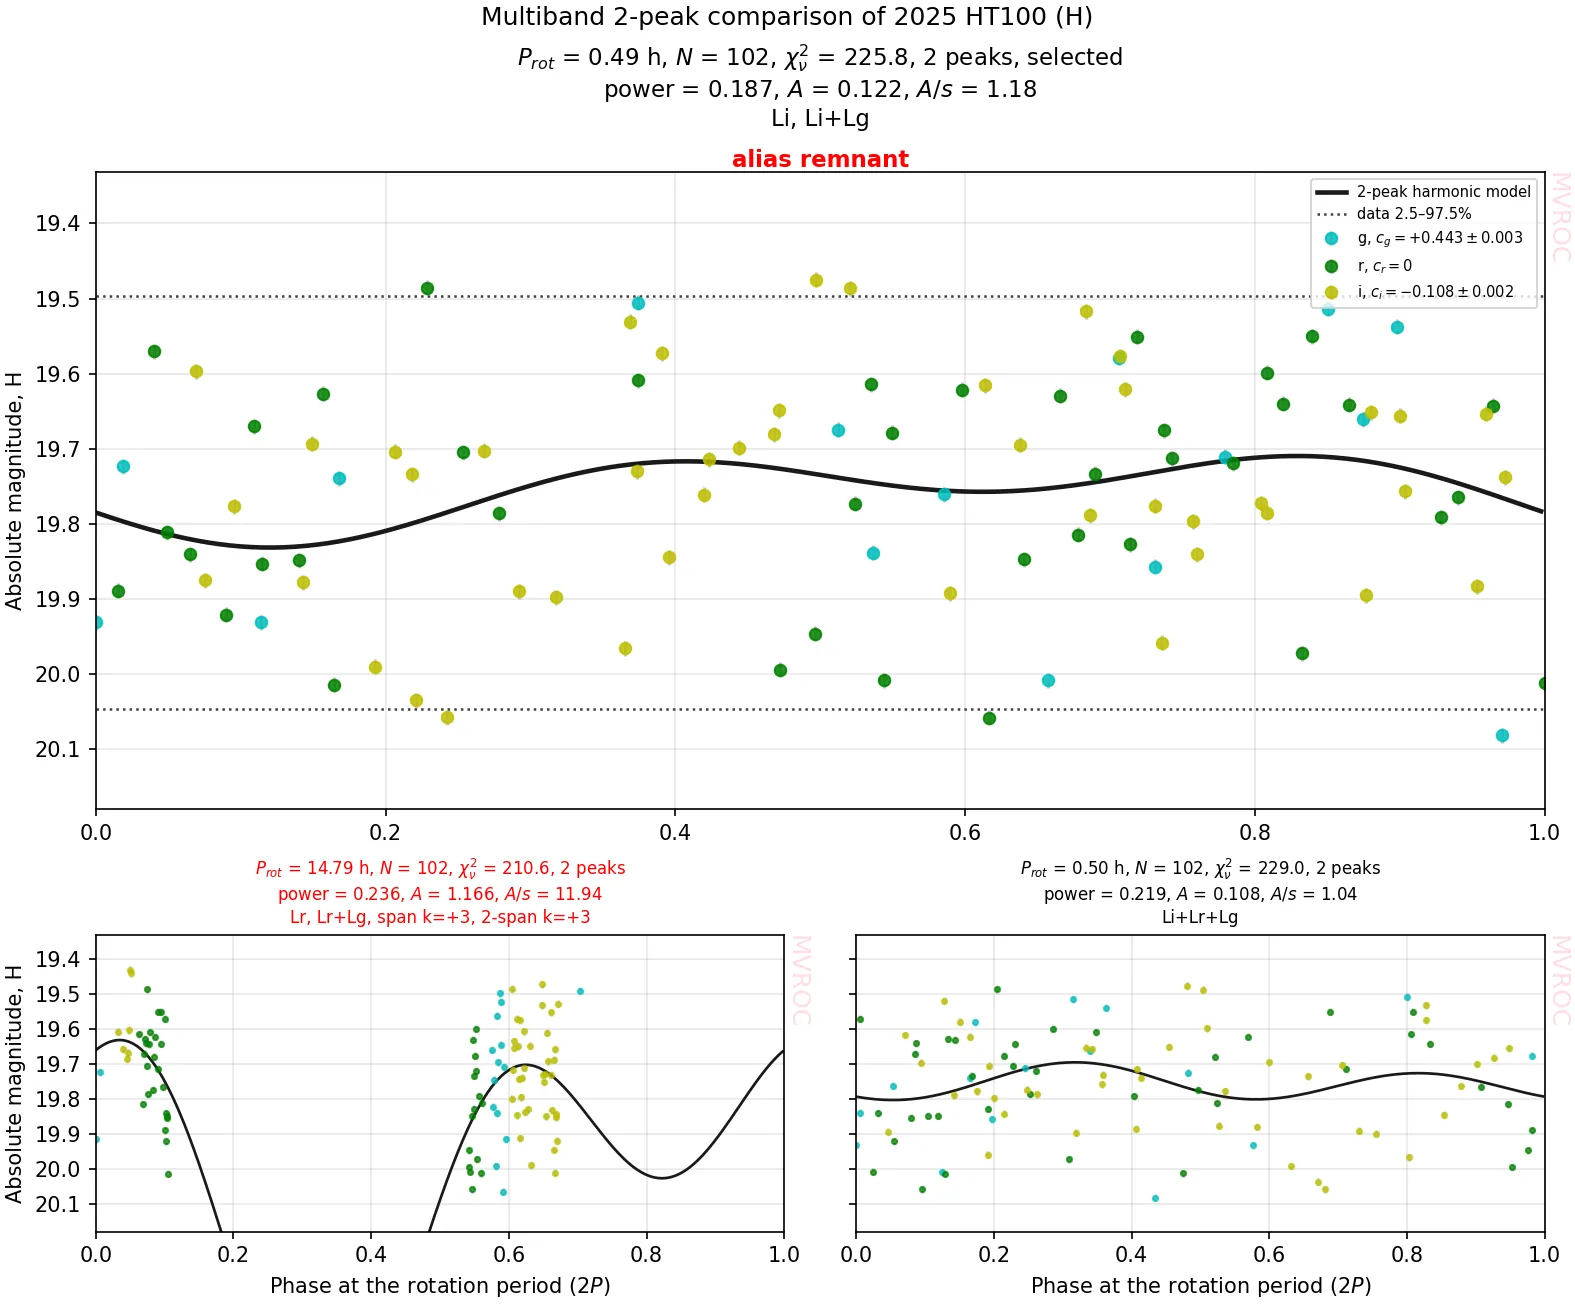 Multiband 2-peak comparison of 2025 HT100 (H)
P_rot = 0.49 h, N = 102, χ²_ν = 225.8, 2 peaks, selected
power = 0.187, A = 0.122, A/s = 1.18
Li, Li+Lg
alias remnant
2-peak harmonic model
data 2.5–97.5%
g, c_g = +0.443 ± 0.003
r, c_r = 0
i, c_i = −0.108 ± 0.002
MVROC
Absolute magnitude, H
19.4
19.5
19.6
19.7
19.8
19.9
20.0
20.1
0.0 0.2 0.4 0.6 0.8 1.0
P_rot = 14.79 h, N = 102, χ²_ν = 210.6, 2 peaks
power = 0.236, A = 1.166, A/s = 11.94
Lr, Lr+Lg, span k=+3, 2-span k=+3
MVROC
Absolute magnitude, H
19.4
19.5
19.6
19.7
19.8
19.9
20.0
20.1
0.0 0.2 0.4 0.6 0.8 1.0
Phase at the rotation period (2P)
P_rot = 0.50 h, N = 102, χ²_ν = 229.0, 2 peaks
power = 0.219, A = 0.108, A/s = 1.04
Li+Lr+Lg
MVROC
0.0 0.2 0.4 0.6 0.8 1.0
Phase at the rotation period (2P)